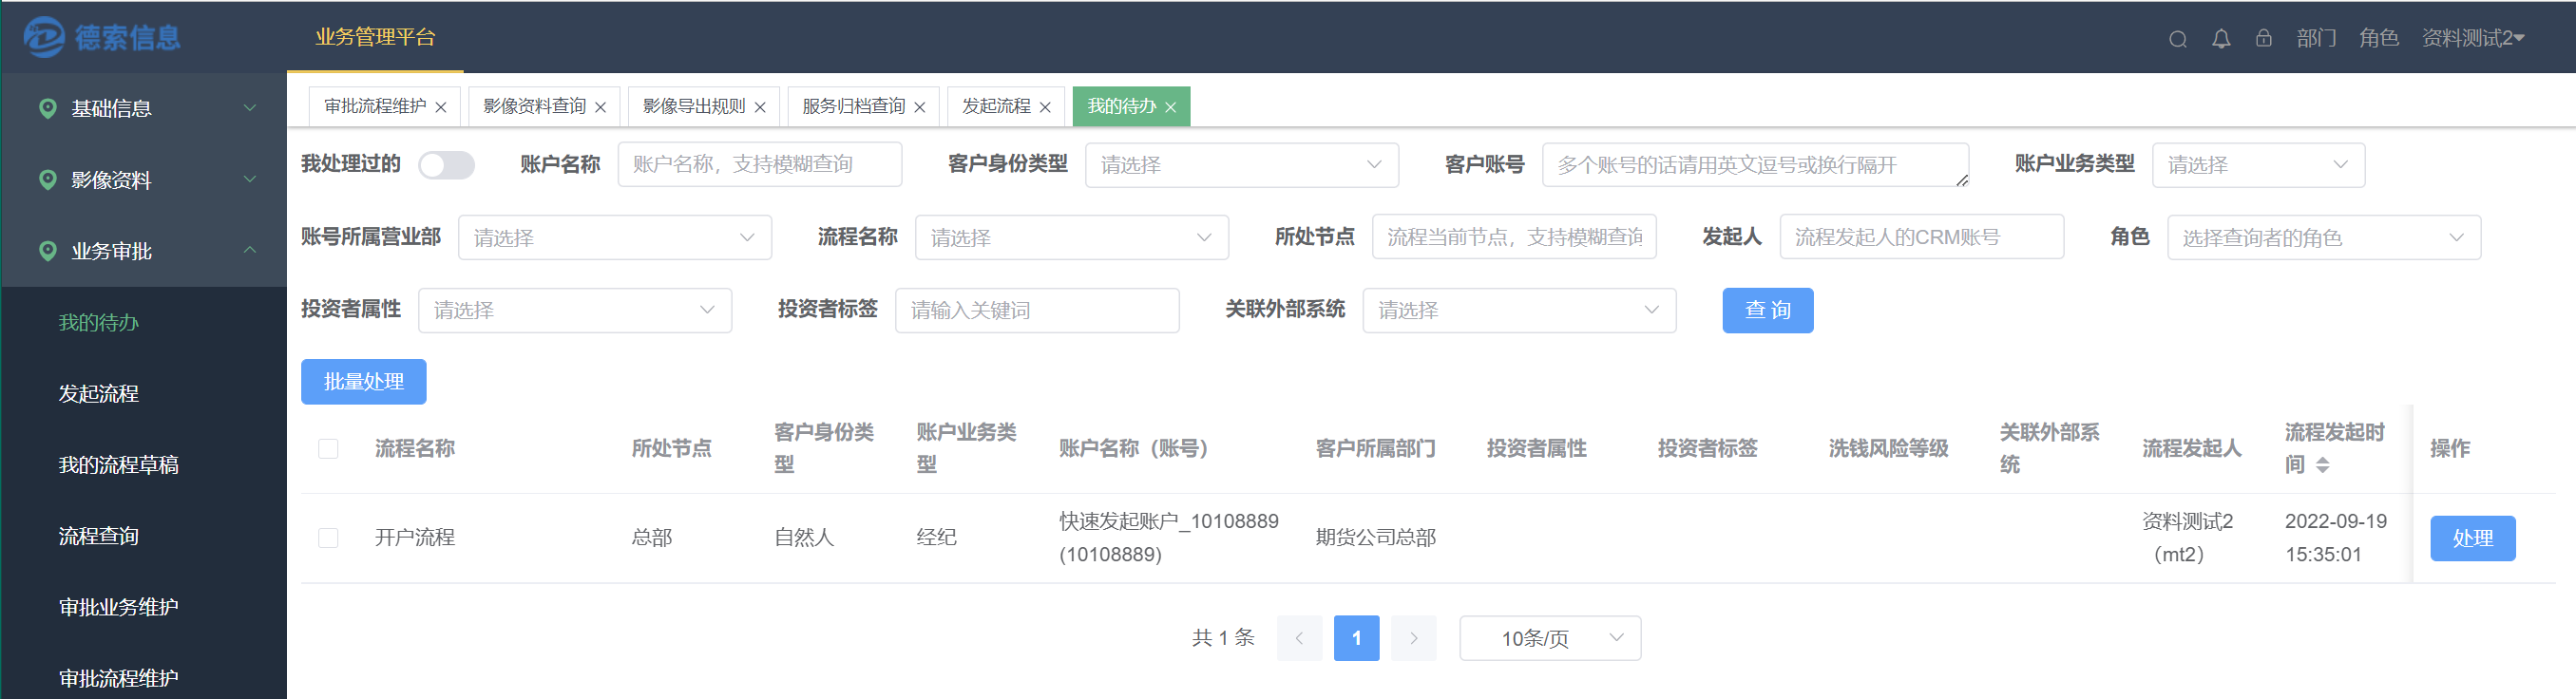 德索信息
业务管理平台
部门 角色 资料测试2
基础信息
影像资料
业务审批
我的待办
发起流程
我的流程草稿
流程查询
审批业务维护
审批流程维护
审批流程维护 影像资料查询 影像导出规则 服务归档查询 发起流程 我的待办
我处理过的 账户名称 账户名称，支持模糊查询 客户身份类型 请选择 客户账号 多个账号的话请用英文逗号或换行隔开 账户业务类型 请选择
账号所属营业部 请选择 流程名称 请选择 所处节点 流程当前节点，支持模糊查询 发起人 流程发起人的CRM账号 角色 选择查询者的角色
投资者属性 请选择 投资者标签 请输入关键词 关联外部系统 请选择 查 询
批量处理
流程名称 所处节点 客户身份类型 账户业务类型 账户名称（账号） 客户所属部门 投资者属性 投资者标签 洗钱风险等级 关联外部系统 流程发起人 流程发起时间 操作
开户流程 总部 自然人 经纪 快速发起账户_10108889 (10108889) 期货公司总部 资料测试2（mt2） 2022-09-19 15:35:01 处理
共 1 条 1 10条/页